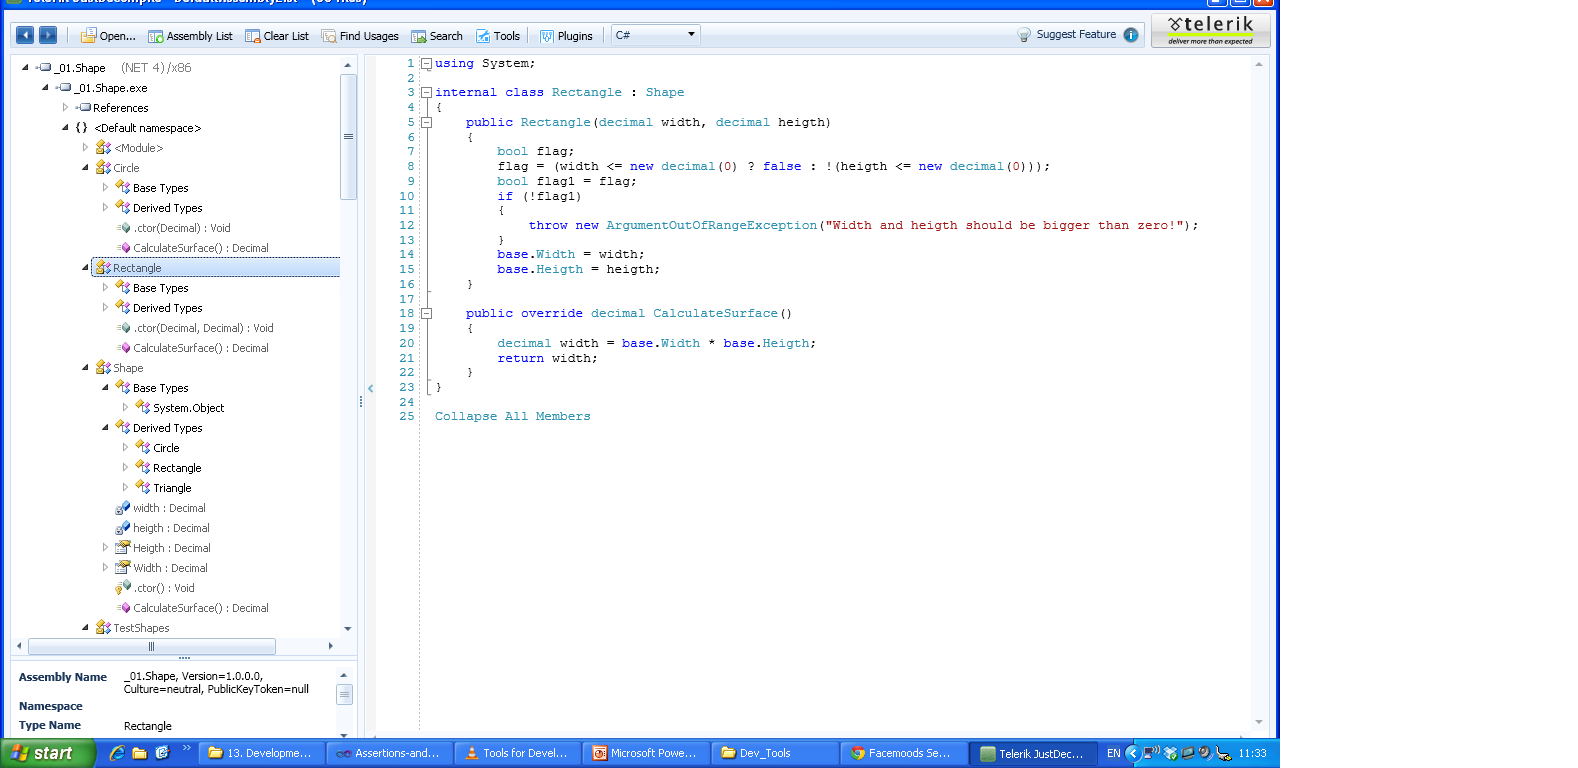 Telerik JustDecompile - DefaultAssemblyList - (30 files)
Open...
Assembly List
Clear List
Find Usages
Search
Tools
Plugins
C#
Suggest Feature
telerik
deliver more than expected
_01.Shape (NET 4)/x86
_01.Shape.exe
References
{} <Default namespace>
<Module>
Circle
Base Types
Derived Types
.ctor(Decimal) : Void
CalculateSurface() : Decimal
Rectangle
Base Types
Derived Types
.ctor(Decimal, Decimal) : Void
CalculateSurface() : Decimal
Shape
Base Types
System.Object
Derived Types
Circle
Rectangle
Triangle
width : Decimal
heigth : Decimal
Heigth : Decimal
Width : Decimal
.ctor() : Void
CalculateSurface() : Decimal
TestShapes
Assembly Name _01.Shape, Version=1.0.0.0,
Culture=neutral, PublicKeyToken=null
Namespace
Type Name Rectangle
1 using System;
2
3 internal class Rectangle : Shape
4 {
5 public Rectangle(decimal width, decimal heigth)
6 {
7 bool flag;
8 flag = (width <= new decimal(0) ? false : !(heigth <= new decimal(0)));
9 bool flag1 = flag;
10 if (!flag1)
11 {
12 throw new ArgumentOutOfRangeException("Width and heigth should be bigger than zero!");
13 }
14 base.Width = width;
15 base.Heigth = heigth;
16 }
17
18 public override decimal CalculateSurface()
19 {
20 decimal width = base.Width * base.Heigth;
21 return width;
22 }
23 }
24
25 Collapse All Members
start
13. Developme...
Assertions-and...
Tools for Devel...
Microsoft Powe...
Dev_Tools
Facemoods Se...
Telerik JustDec...
EN
11:33